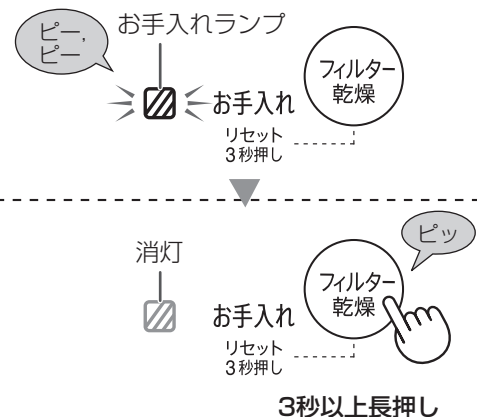 ピー,
ピー
お手入れランプ
フィルター
乾燥
お手入れ
リセット
3秒押し
ピッ
消灯
フィルター
乾燥
お手入れ
リセット
3秒押し
3秒以上長押し